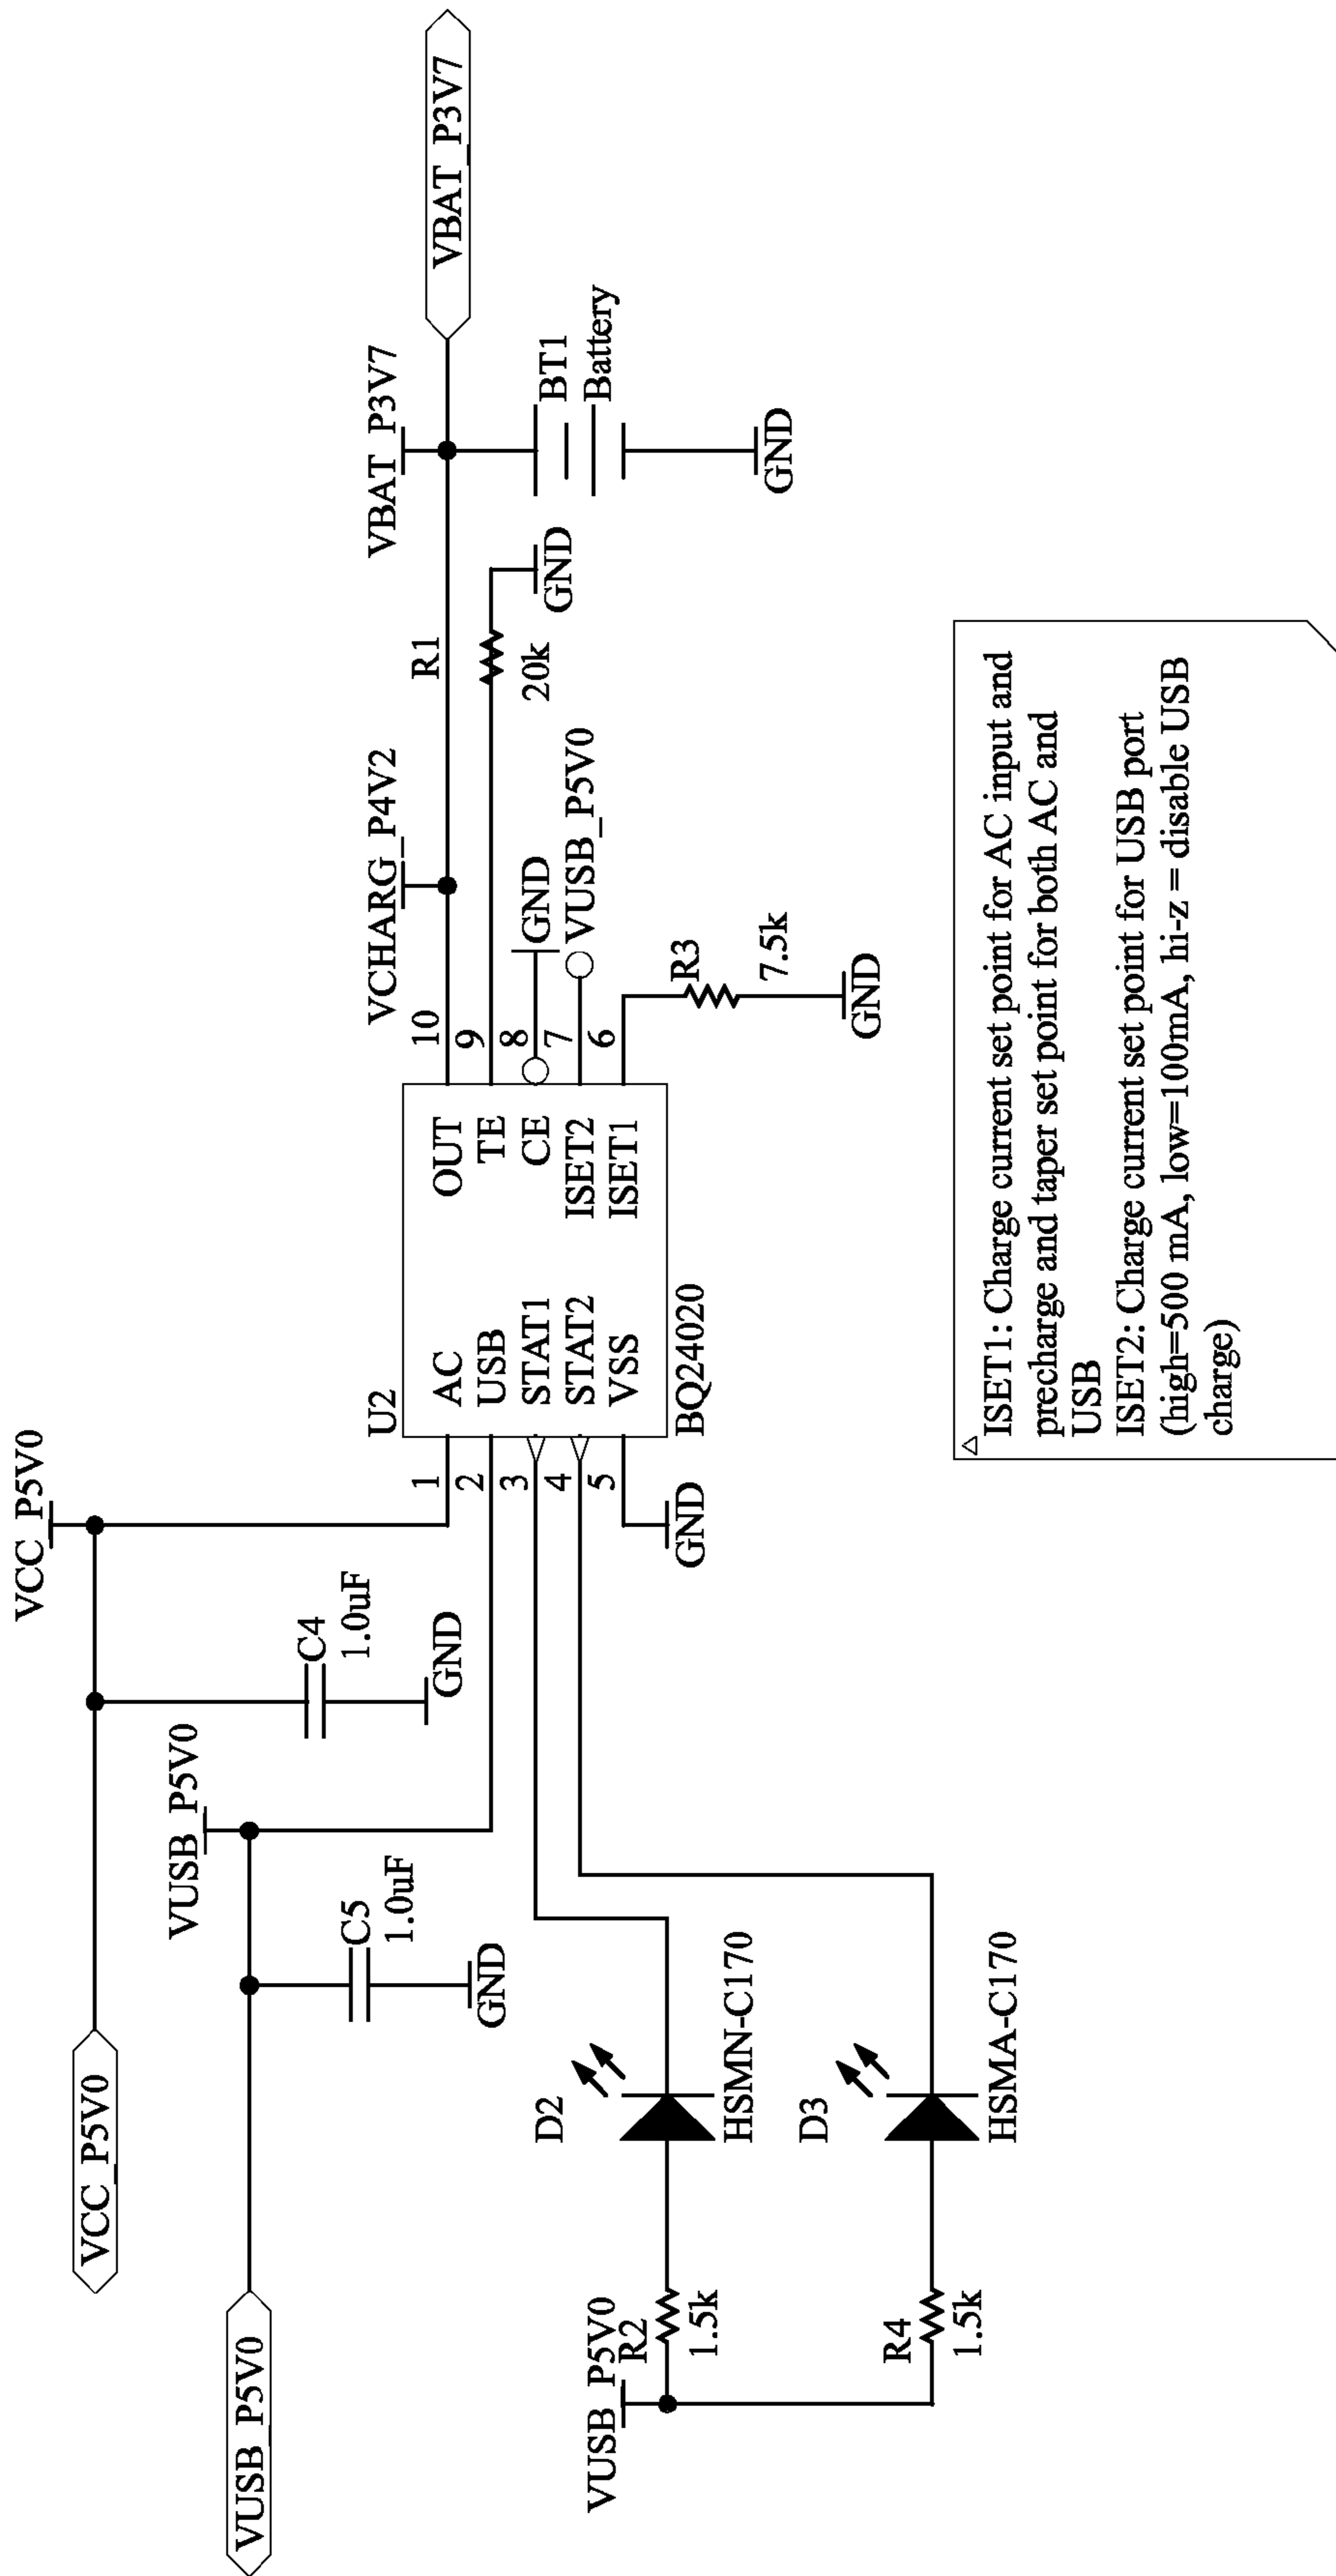 VCC_P5V0
VCC_P5V0
VUSB_P5V0
VUSB_P5V0
C4
1.0uF
GND
C5
1.0uF
GND
VUSB_P5V0
R2
1.5k
D2
HSMN-C170
R4
1.5k
D3
HSMA-C170
U2
1 AC
2 USB
3 STAT1
4 STAT2
5 VSS
GND
BQ24020
OUT 10
TE 9
CE 8
ISET2 7
ISET1 6
VCHARG_P4V2
R1
20k
GND
GND
VUSB_P5V0
R3
7.5k
GND
VBAT_P3V7
VBAT_P3V7
BT1
Battery
GND
ISET1: Charge current set point for AC input and
precharge and taper set point for both AC and
USB
ISET2: Charge current set point for USB port
(high=500 mA, low=100mA, hi-z = disable USB
charge)